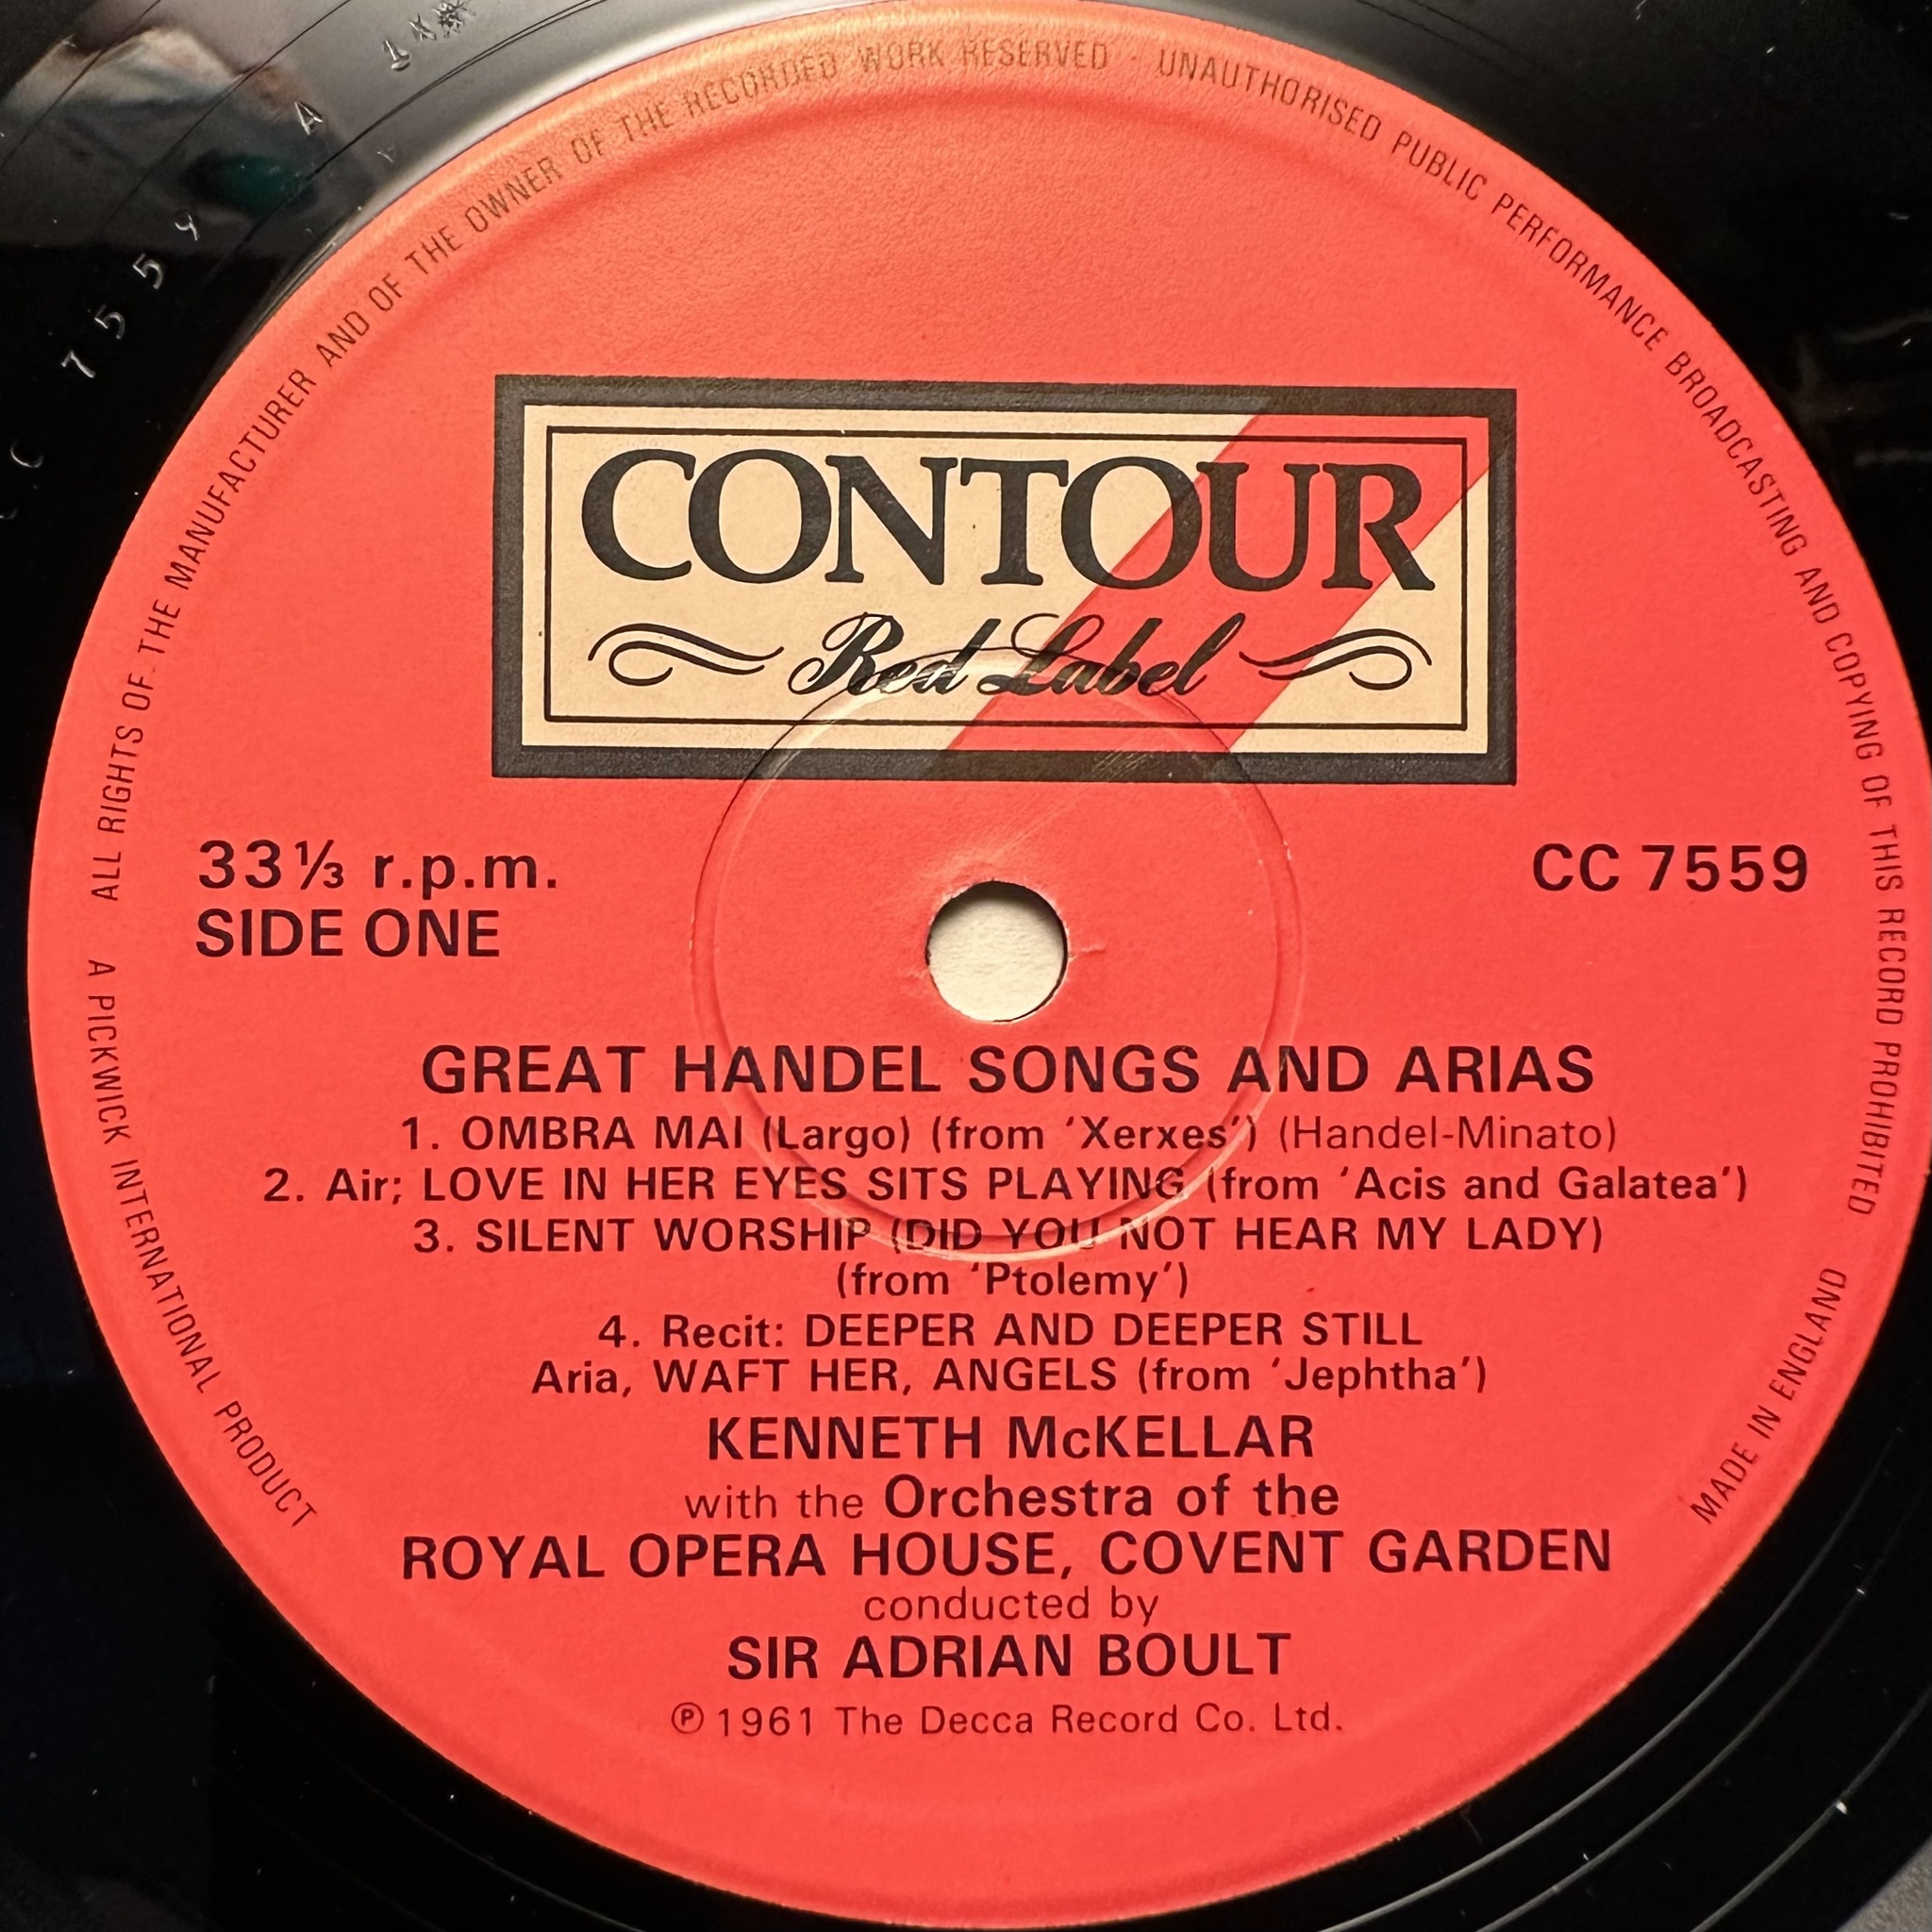 CONTOUR
Red Label
33⅓ r.p.m.
SIDE ONE
CC 7559
GREAT HANDEL SONGS AND ARIAS
1. OMBRA MAI (Largo) (from ‘Xerxes’) (Handel-Minato)
2. Air; LOVE IN HER EYES SITS PLAYING (from ‘Acis and Galatea’)
3. SILENT WORSHIP (DID YOU NOT HEAR MY LADY)
(from ‘Ptolemy’)
4. Recit: DEEPER AND DEEPER STILL
Aria, WAFT HER, ANGELS (from ‘Jephtha’)
KENNETH McKELLAR
with the Orchestra of the
ROYAL OPERA HOUSE, COVENT GARDEN
conducted by
SIR ADRIAN BOULT
℗ 1961 The Decca Record Co. Ltd.
A PICKWICK INTERNATIONAL PRODUCT
ALL RIGHTS OF THE MANUFACTURER AND OF THE OWNER OF THE RECORDED WORK RESERVED · UNAUTHORISED PUBLIC PERFORMANCE BROADCASTING AND COPYING OF THIS RECORD PROHIBITED
MADE IN ENGLAND
C 7559 A